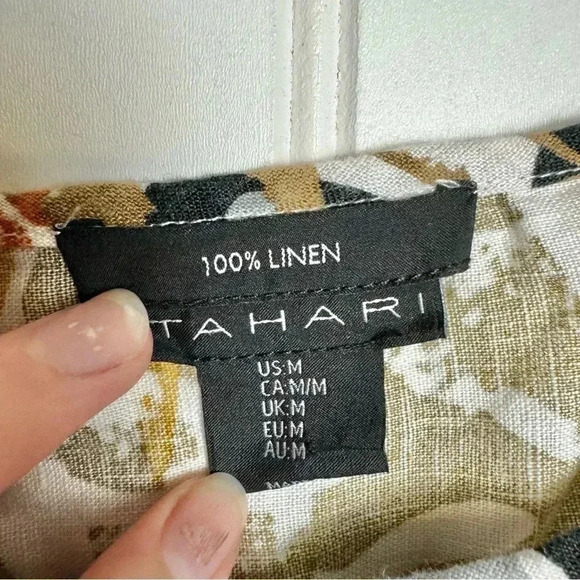 100% LINEN
TAHARI
US:M
CA:M/M
UK:M
EU:M
AU:M